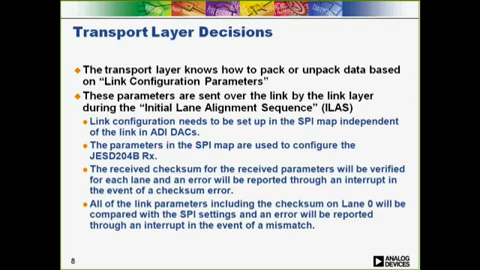 Transport Layer Decisions
The transport layer knows how to pack or unpack data based
on “Link Configuration Parameters”
These parameters are sent over the link by the link layer
during the “Initial Lane Alignment Sequence” (ILAS)
Link configuration needs to be set up in the SPI map independent
of the link in ADI DACs.
The parameters in the SPI map are used to configure the
JESD204B Rx.
The received checksum for the received parameters will be verified
for each lane and an error will be reported through an interrupt in
the event of a checksum error.
All of the link parameters including the checksum on Lane 0 will be
compared with the SPI settings and an error will be reported
through an interrupt in the event of a mismatch.
8
ANALOG
DEVICES